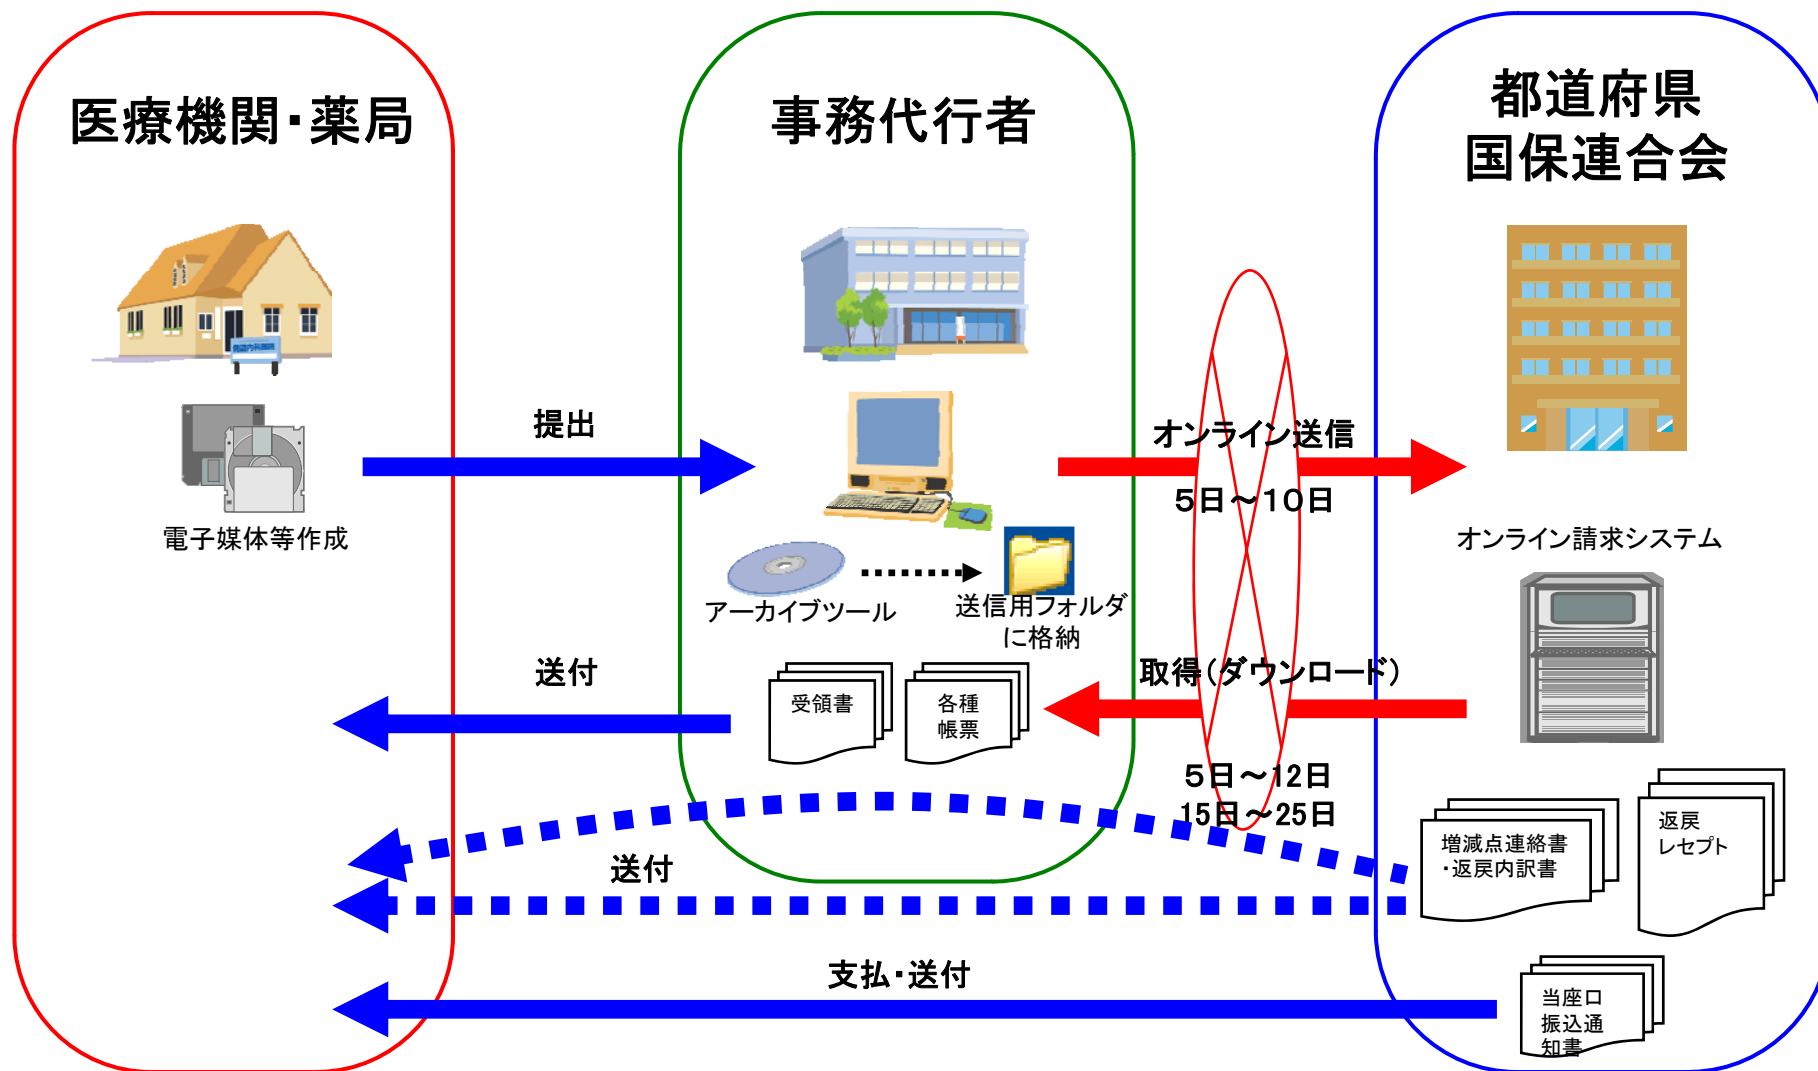 医療機関・薬局
事務代行者
都道府県
国保連合会
提出
オンライン送信
5日～10日
電子媒体等作成
オンライン請求システム
アーカイブツール
送信用フォルダ
に格納
送付
受領書
各種
帳票
取得(ダウンロード)
5日～12日
15日～25日
増減点連絡書
・返戻内訳書
返戻
レセプト
送付
支払・送付
当座口
振込通
知書